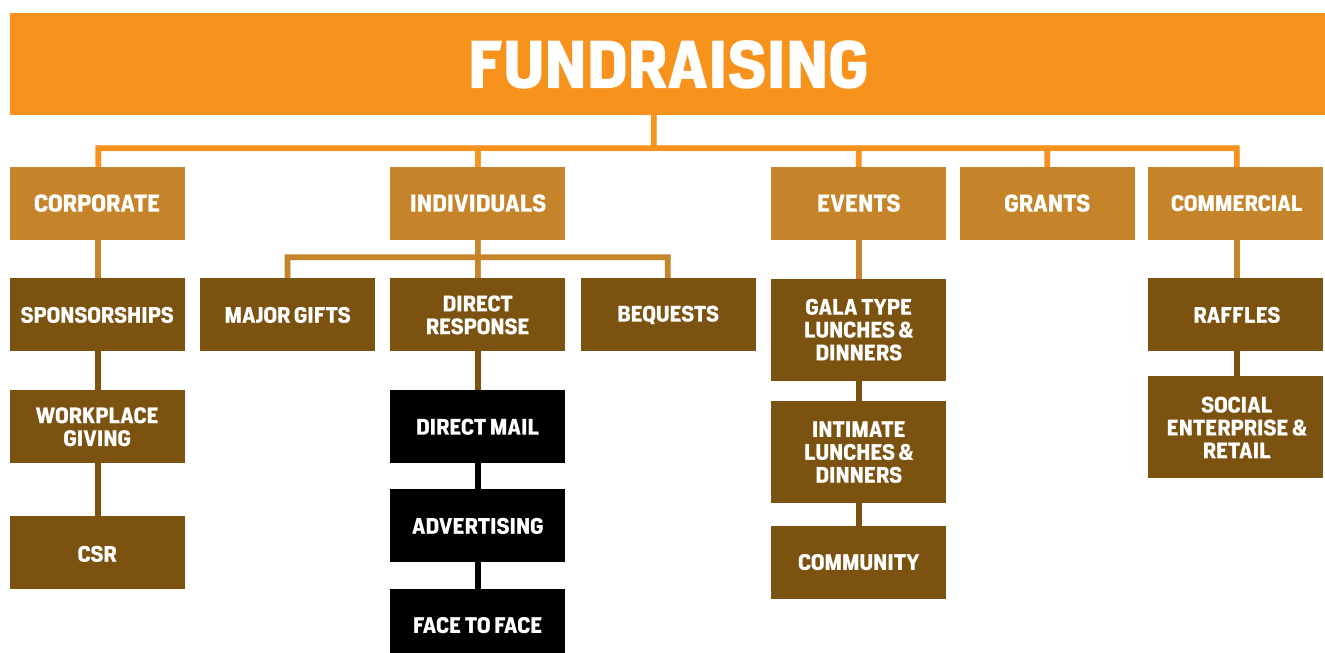 FUNDRAISING
CORPORATE
INDIVIDUALS
EVENTS
GRANTS
COMMERCIAL
SPONSORSHIPS
MAJOR GIFTS
DIRECT
RESPONSE
BEQUESTS
GALA TYPE
LUNCHES &
DINNERS
RAFFLES
WORKPLACE
GIVING
DIRECT MAIL
INTIMATE
LUNCHES &
DINNERS
SOCIAL
ENTERPRISE &
RETAIL
CSR
ADVERTISING
COMMUNITY
FACE TO FACE